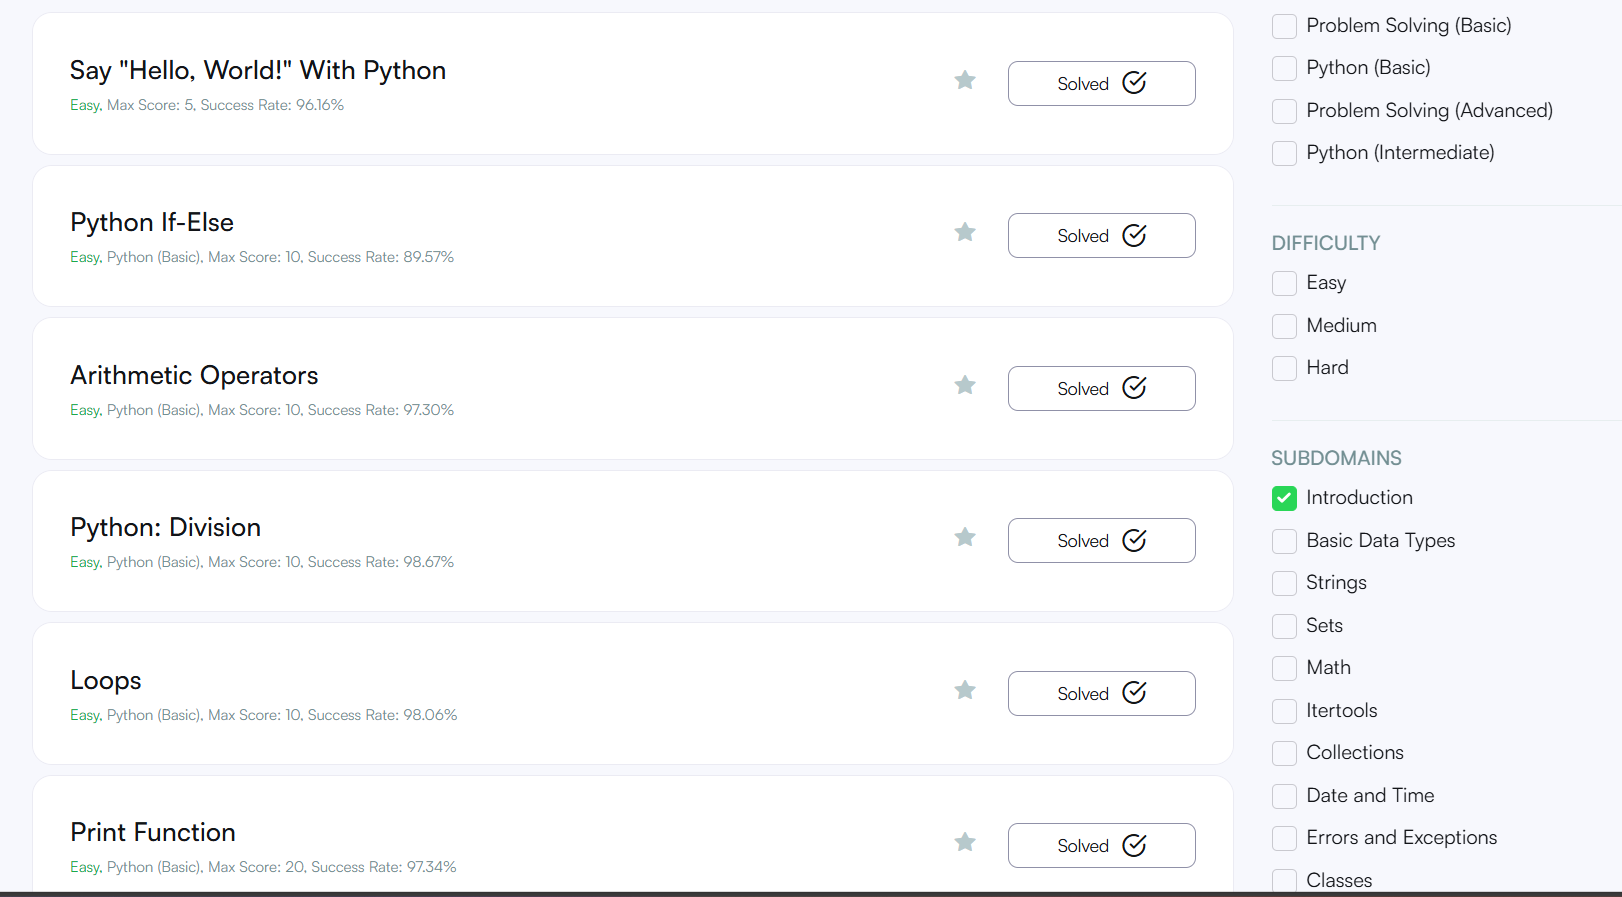 Say "Hello, World!" With Python
Easy, Max Score: 5, Success Rate: 96.16%
Solved
Python If-Else
Easy, Python (Basic), Max Score: 10, Success Rate: 89.57%
Solved
Arithmetic Operators
Easy, Python (Basic), Max Score: 10, Success Rate: 97.30%
Solved
Python: Division
Easy, Python (Basic), Max Score: 10, Success Rate: 98.67%
Solved
Loops
Easy, Python (Basic), Max Score: 10, Success Rate: 98.06%
Solved
Print Function
Easy, Python (Basic), Max Score: 20, Success Rate: 97.34%
Solved
Problem Solving (Basic)
Python (Basic)
Problem Solving (Advanced)
Python (Intermediate)
DIFFICULTY
Easy
Medium
Hard
SUBDOMAINS
Introduction
Basic Data Types
Strings
Sets
Math
Itertools
Collections
Date and Time
Errors and Exceptions
Classes